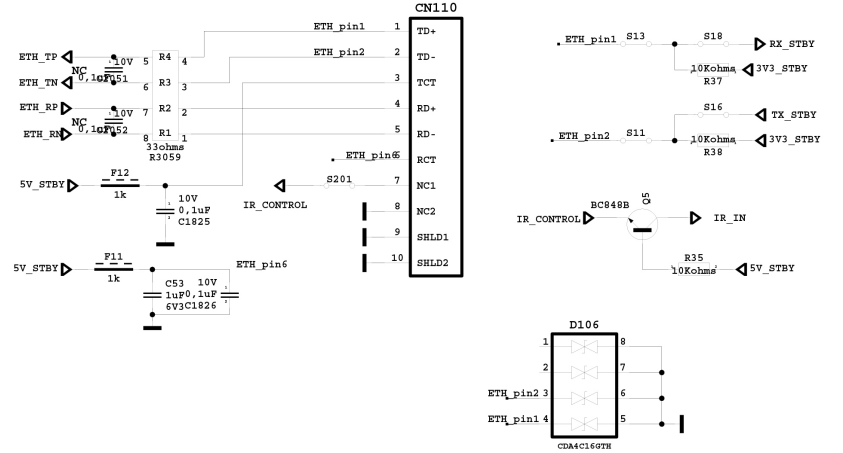 CN110
ETH_pin1 1 TD+
ETH_pin2 2 TD-
3 TCT
4 RD+
5 RD-
ETH_pin6 6 RCT
S201 7 NC1
8 NC2
9 SHLD1
10 SHLD2
IR_CONTROL
ETH_TP 10V 5 R4 4
NC 0,1uF
ETH_TN 6 R3 3
ETH_RP 10V 7 R2 2
NC 0,1uF
ETH_RN 8 R1 1
33ohms
R3059
5V_STBY F12
1k
10V
0,1uF
C1825
1
2
5V_STBY F11 ETH_pin6
1k
C53 10V
1uF 0,1uF
6V3 C1826
1
2
ETH_pin1 S13 S18 RX_STBY
10Kohms 3V3_STBY
R37
S16 TX_STBY
ETH_pin2 S11
10Kohms 3V3_STBY
R38
BC848B Q5
IR_CONTROL IR_IN
R35
10Kohms 5V_STBY
D106
1 8
2 7
ETH_pin2 3 6
ETH_pin1 4 5
CDA4C16GTH